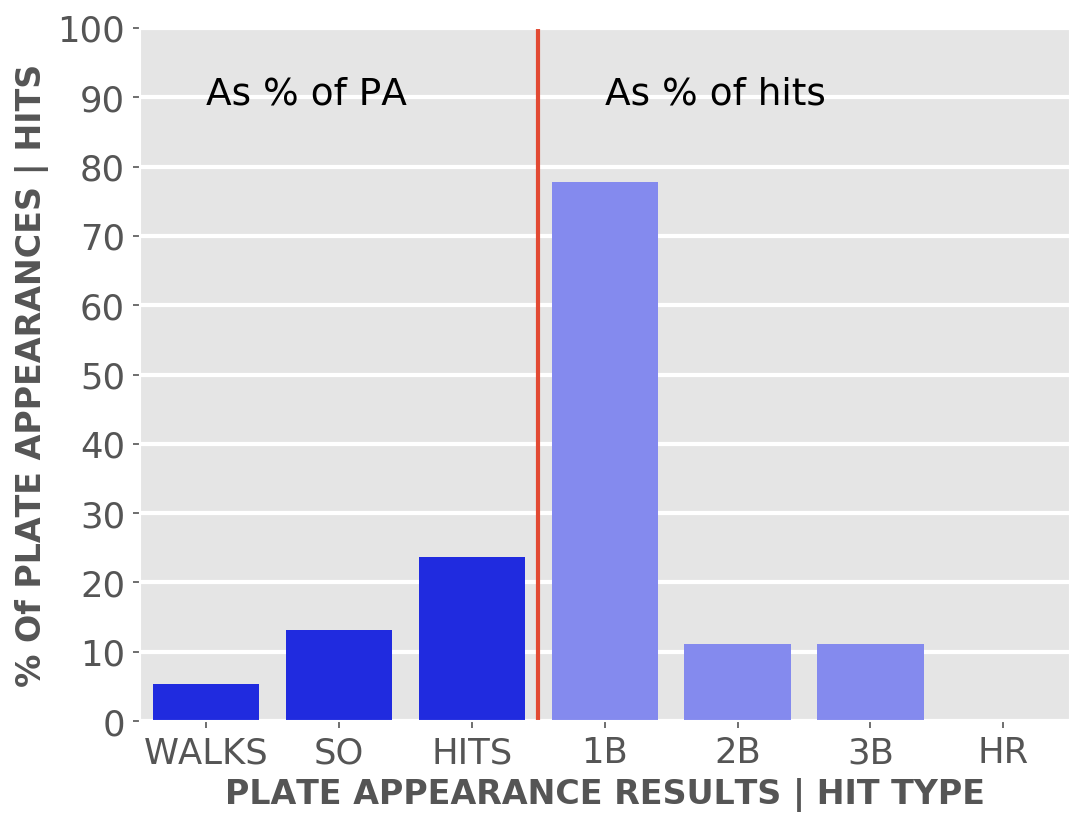 % Of PLATE APPEARANCES | HITS
100
90
80
70
60
50
40
30
20
10
0
As % of PA
As % of hits
WALKS SO HITS 1B 2B 3B HR
PLATE APPEARANCE RESULTS | HIT TYPE